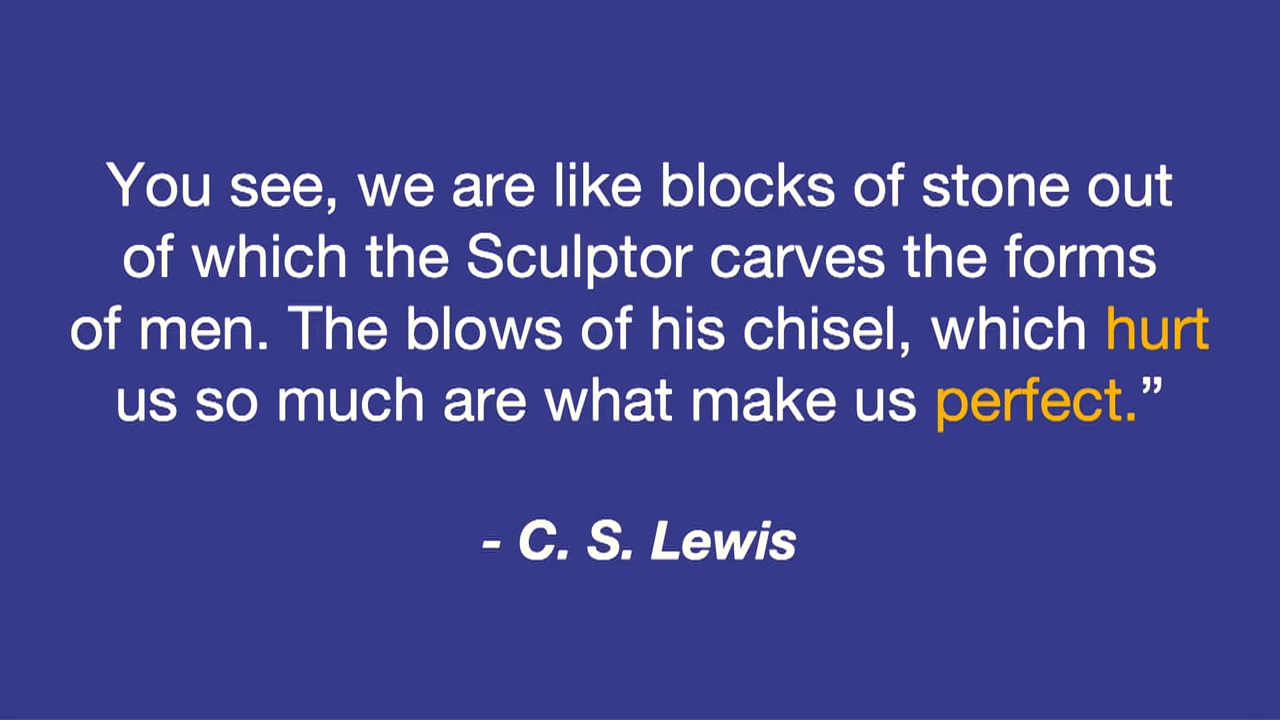 You see, we are like blocks of stone out
of which the Sculptor carves the forms
of men. The blows of his chisel, which hurt
us so much are what make us perfect.”
- C. S. Lewis